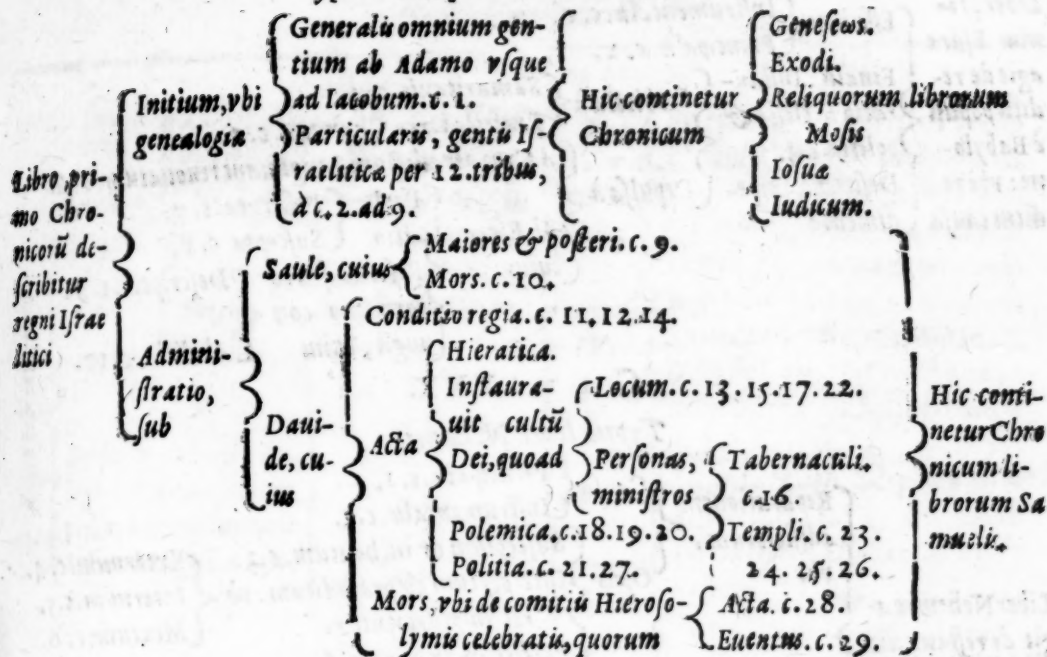 Libro pri-
mo Chro-
nicorũ de-
ſcribitur
regni Iſrae
litici
Initium, vbi
genealogia
Generalis omnium gen-
tium ab Adamo vſque
ad Iacobum. c. 1.
Particularis, gentis Iſ-
raelitica per 12. tribus,
a c. 2. ad 9.
Hic continetur
Chronicum
Geneſews.
Exodi.
Reliquorum librorum
Moſis
Ioſuæ
Iudicum.
Admini-
ſtratio,
ſub
Saule, cuius
Maiores & poſteri. c. 9.
Mors. c. 10.
Daui-
de, cu-
ius
Conditio regia. c. 11. 12. 14.
Acta
Hieratica.
Inſtaura-
uit cultũ
Dei, quoad
Locum. c. 13. 15. 17. 22.
Perſonas,
miniſtros
Tabernaculi.
c. 16.
Templi. c. 23.
24. 25. 26.
Polemica. c. 18. 19. 20.
Politia. c. 21. 27.
Mors, vbi de comitiis Hieroſo-
lymis celebratis, quorum
Acta. c. 28.
Euentus. c. 29.
Hic conti-
netur Chro
nicum li-
brorum Sa
muelis.